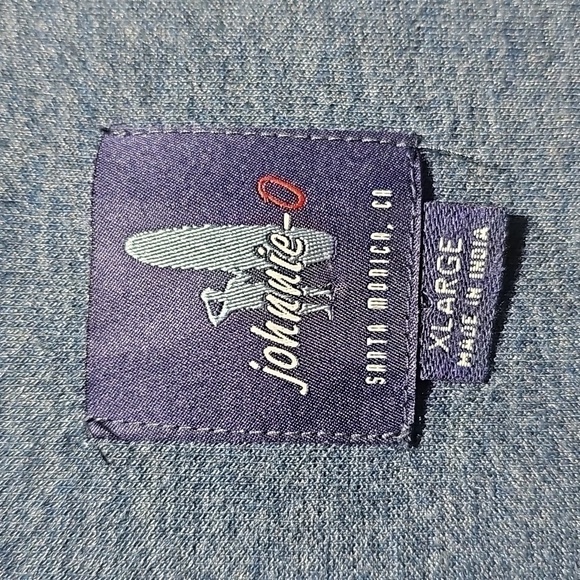 johnnie-O
SANTA MONICA, CA
XLARGE
MADE IN INDIA